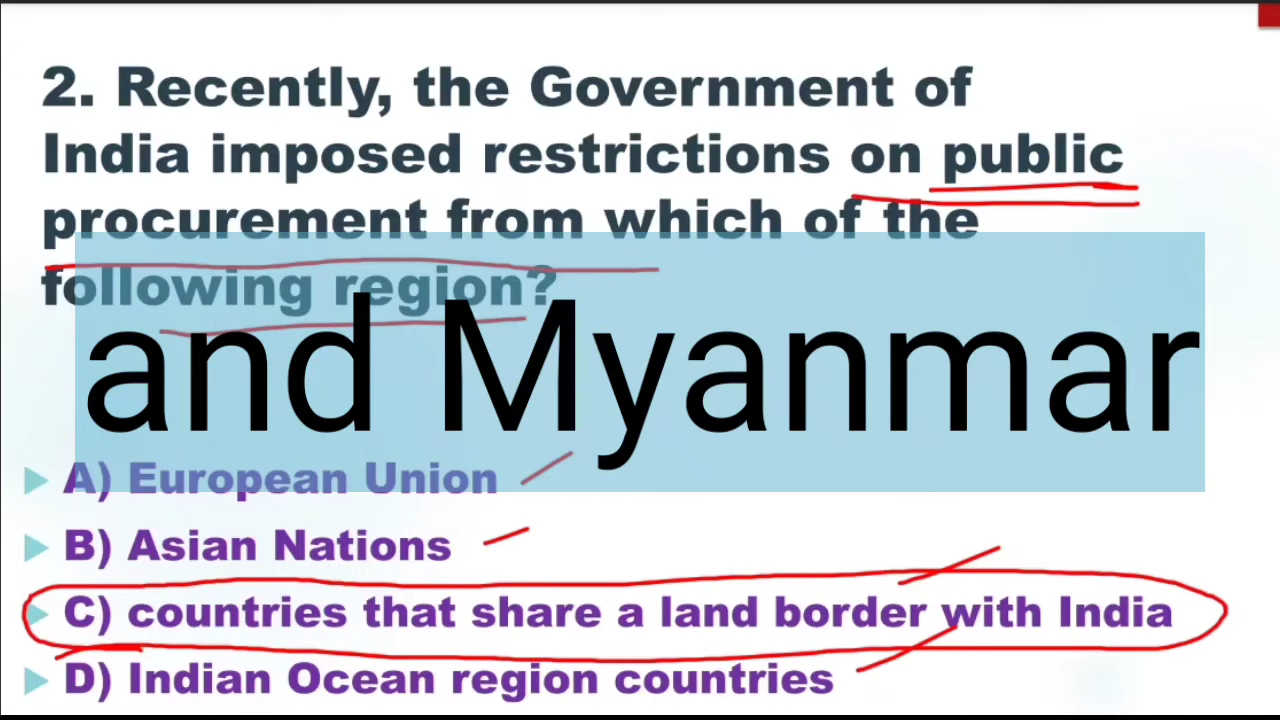 2. Recently, the Government of
India imposed restrictions on public
procurement from which of the
following region?
and Myanmar
A) European Union
B) Asian Nations
C) countries that share a land border with India
D) Indian Ocean region countries